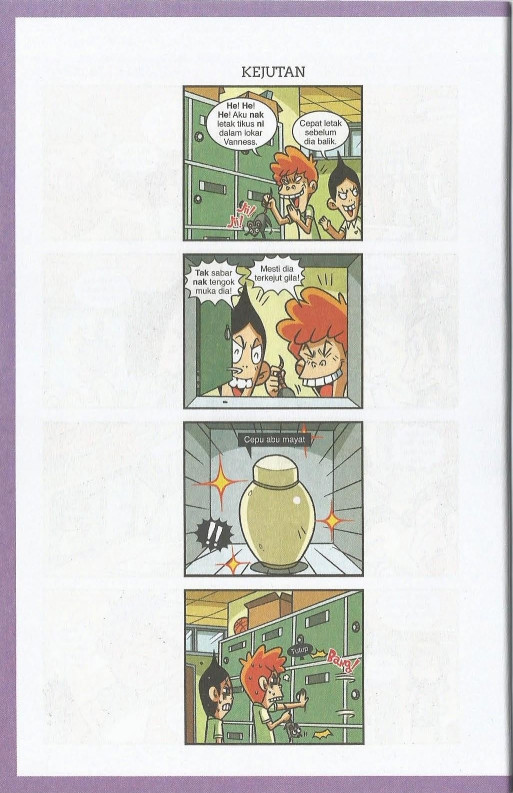 KEJUTAN
He! He!
He! Aku nak
letak tikus ni
dalam lokar
Vanness.
Cepat letak
sebelum
dia balik.
Ji!
Ji!
Tak sabar
nak tengok
muka dia!
Mesti dia
terkejut gila!
Cepu abu mayat
!!
Tutup
Pang!